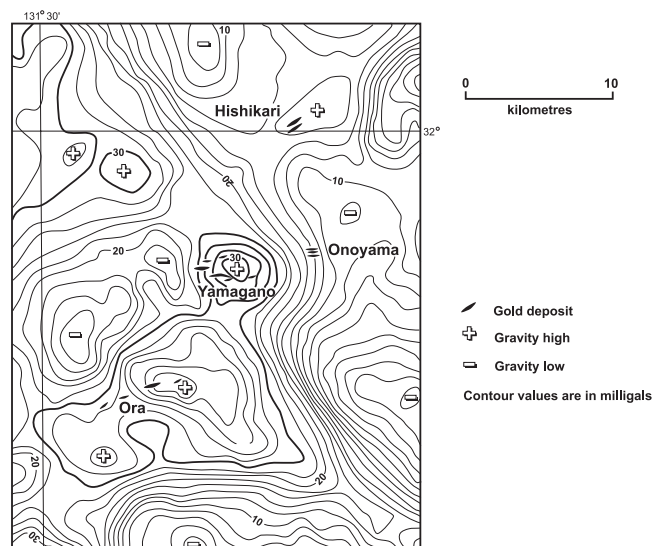 131° 30'
10
Hishikari
32°
30
20
10
20
30
Onoyama
Yamagano
Ora
20
20
10
30
0 10
kilometres
Gold deposit
Gravity high
Gravity low
Contour values are in milligals